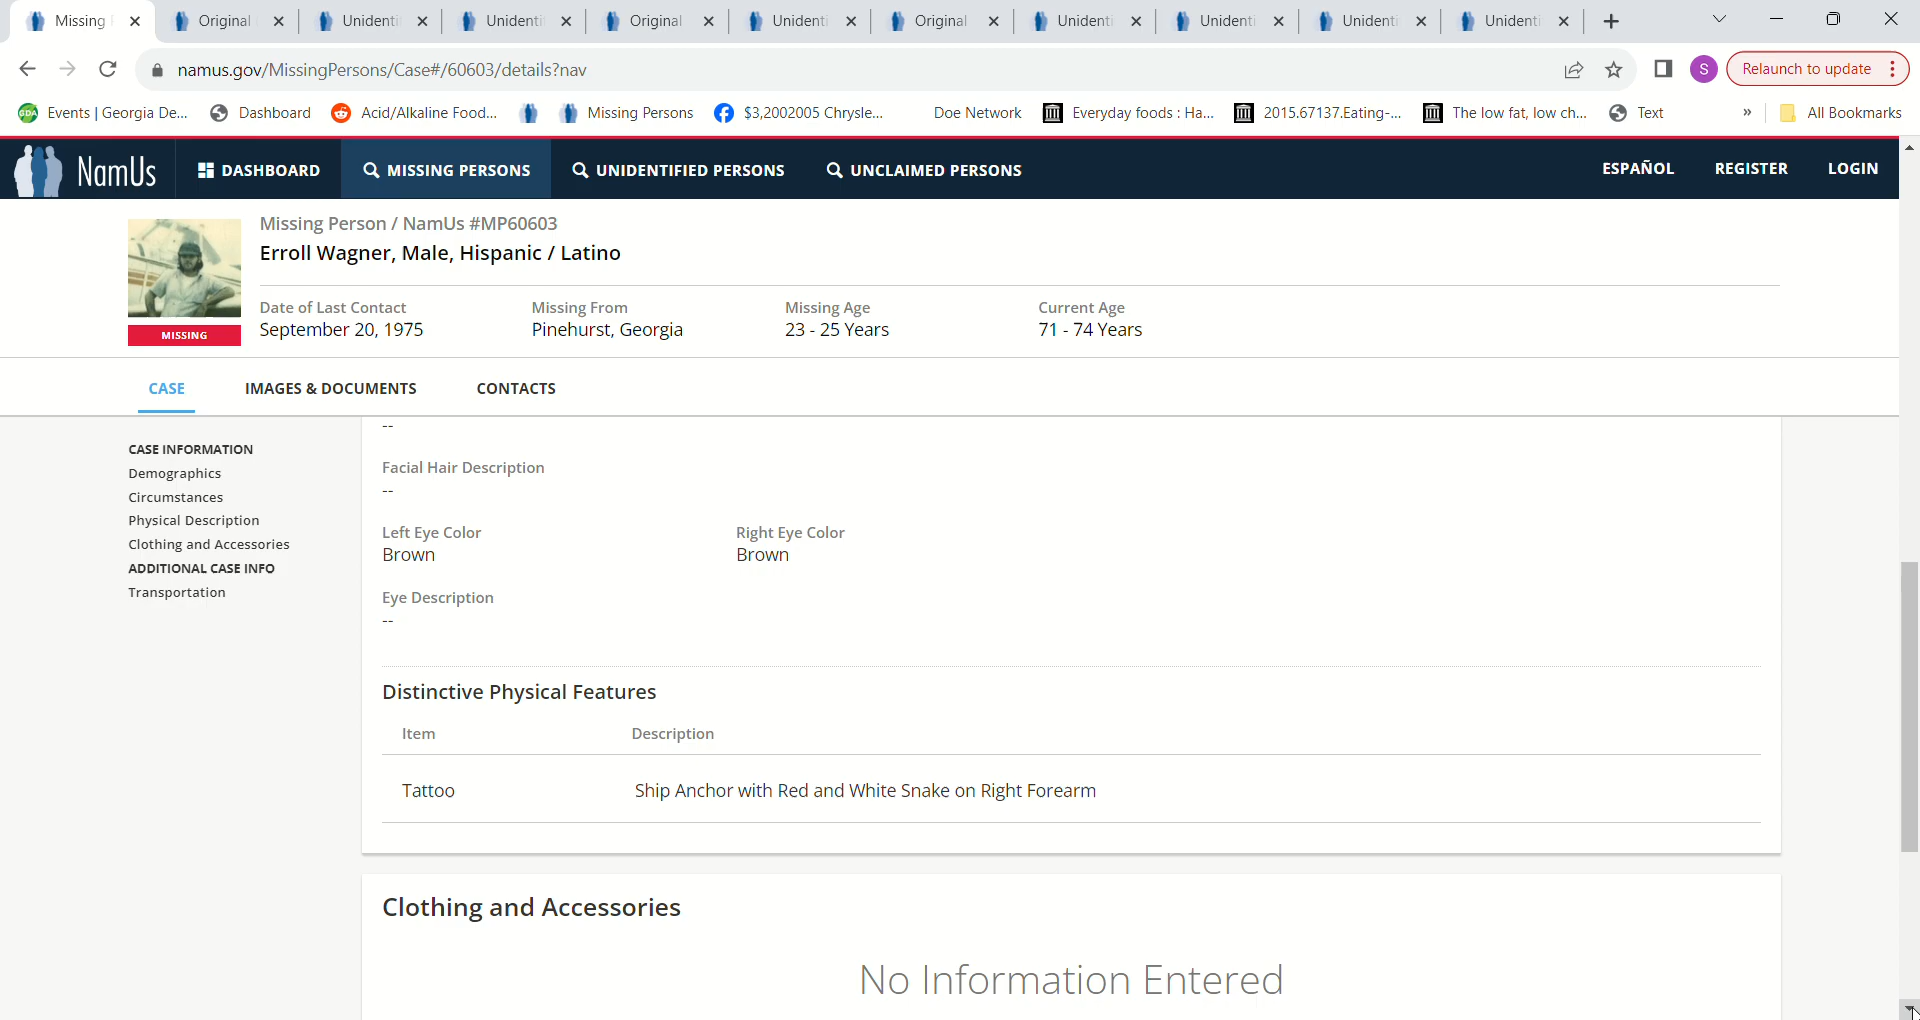 Missing
Original
Unidenti
Unidenti
Original
Unidenti
Original
Unidenti
Unident
Unidenti
Unidenti
namus.gov/MissingPersons/Case#/60603/details?nav
S
Relaunch to update
GDA
Events | Georgia De...
Dashboard
Acid/Alkaline Food...
Missing Persons
$3,2002005 Chrysle...
Doe Network
Everyday foods : Ha...
2015.67137.Eating-...
The low fat, low ch...
Text
»
All Bookmarks
NamUs
DASHBOARD
MISSING PERSONS
UNIDENTIFIED PERSONS
UNCLAIMED PERSONS
ESPAÑOL
REGISTER
LOGIN
Missing Person / NamUs #MP60603
Erroll Wagner, Male, Hispanic / Latino
MISSING
Date of Last Contact
September 20, 1975
Missing From
Pinehurst, Georgia
Missing Age
23 - 25 Years
Current Age
71 - 74 Years
CASE
IMAGES & DOCUMENTS
CONTACTS
CASE INFORMATION
Demographics
Circumstances
Physical Description
Clothing and Accessories
ADDITIONAL CASE INFO
Transportation
--
Facial Hair Description
--
Left Eye Color
Brown
Right Eye Color
Brown
Eye Description
--
Distinctive Physical Features
Item Description
Tattoo Ship Anchor with Red and White Snake on Right Forearm
Clothing and Accessories
No Information Entered